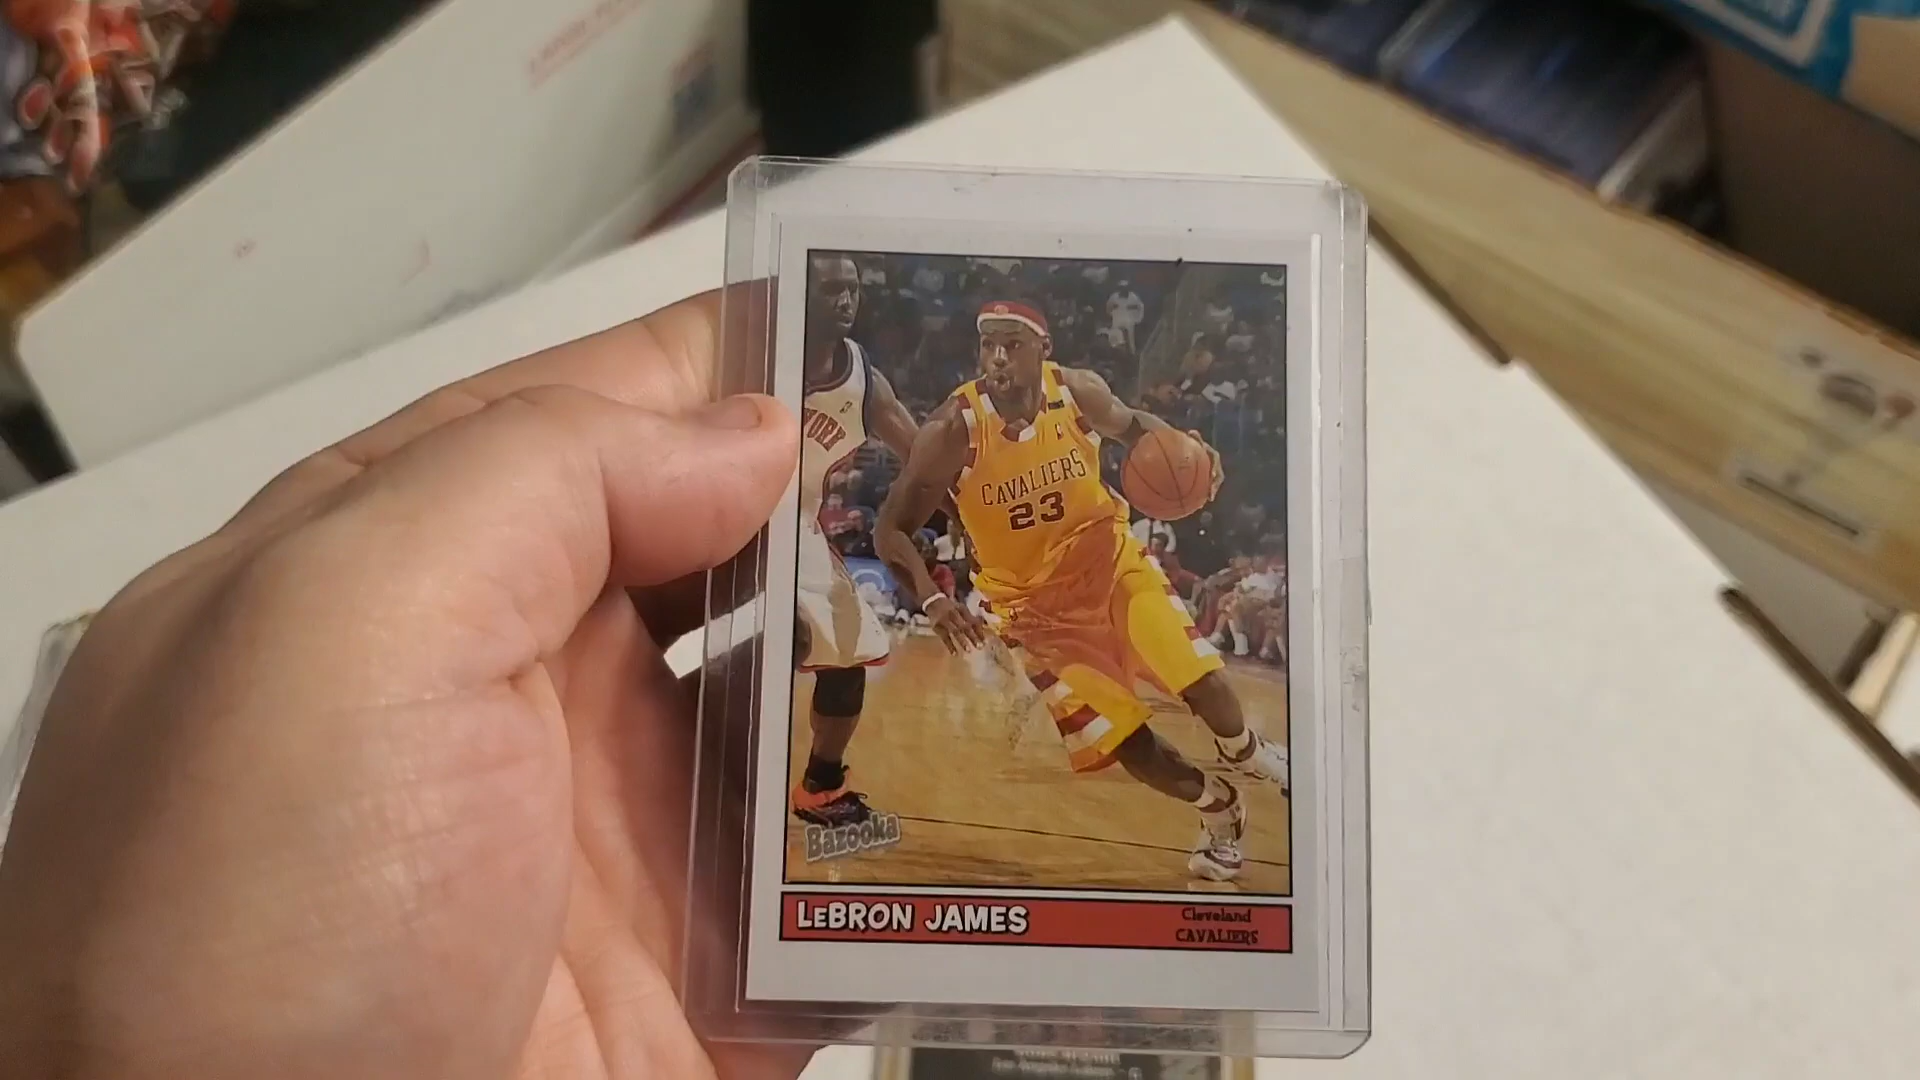 YORK
CAVALIERS
23
Bazooka
LeBRON JAMES
Cleveland
CAVALIERS